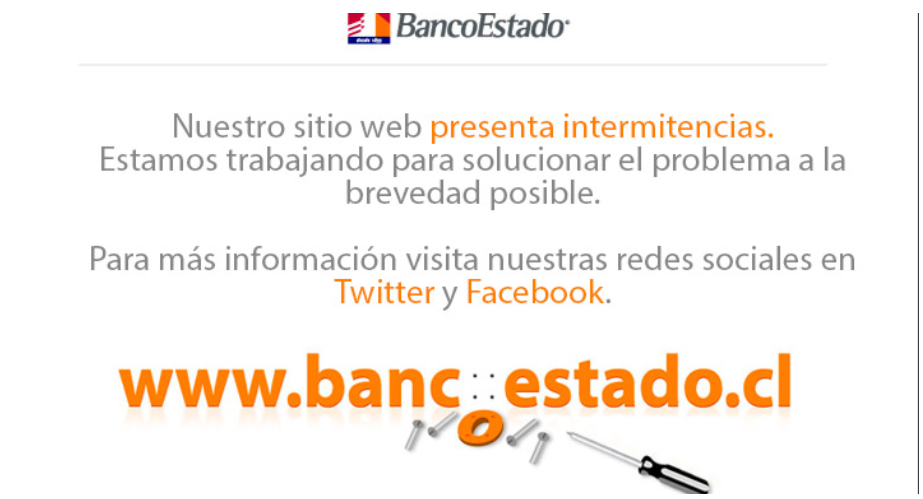 BancoEstado
Nuestro sitio web presenta intermitencias.
Estamos trabajando para solucionar el problema a la
brevedad posible.
Para más información visita nuestras redes sociales en
Twitter y Facebook.
www.bancoestado.cl